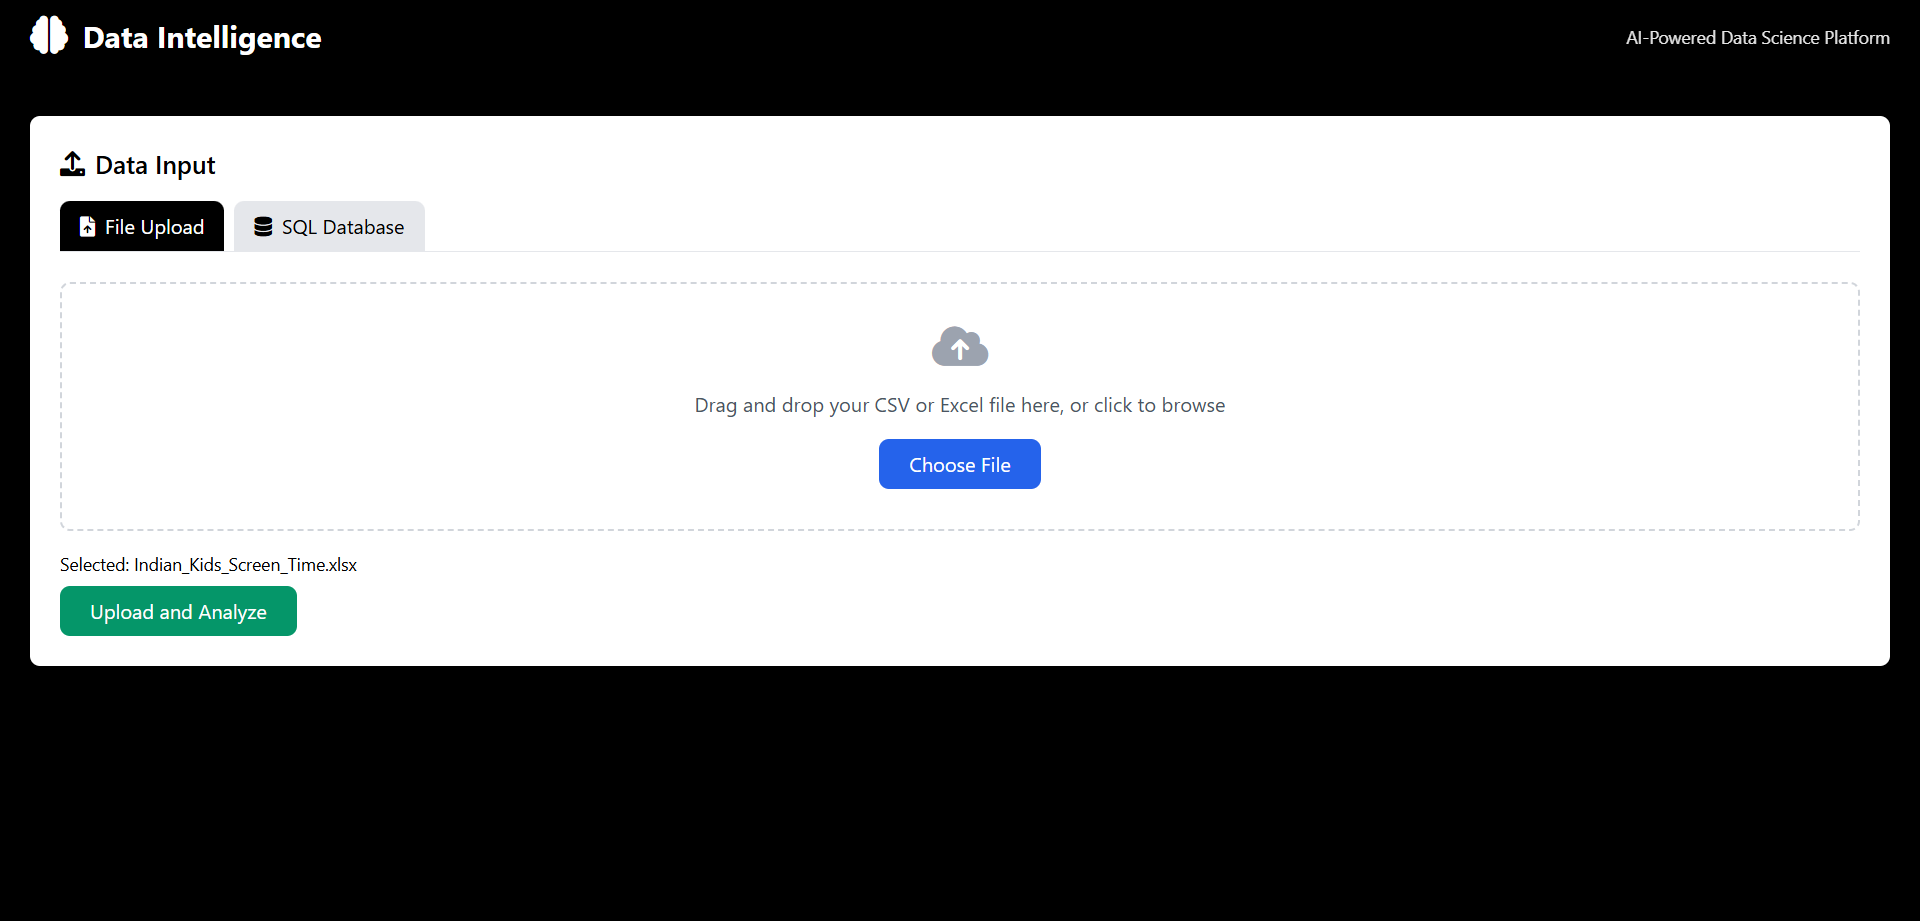 Data Intelligence
AI-Powered Data Science Platform
Data Input
File Upload
SQL Database
Drag and drop your CSV or Excel file here, or click to browse
Choose File
Selected: Indian_Kids_Screen_Time.xlsx
Upload and Analyze